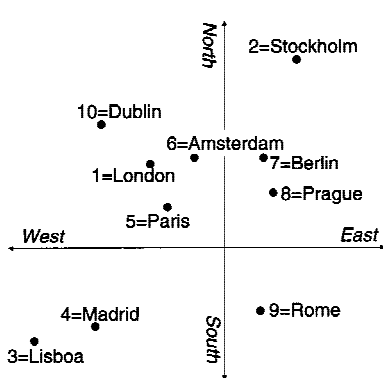 North
2=Stockholm
10=Dublin
6=Amsterdam
7=Berlin
1=London
8=Prague
5=Paris
West
East
4=Madrid
9=Rome
South
3=Lisboa